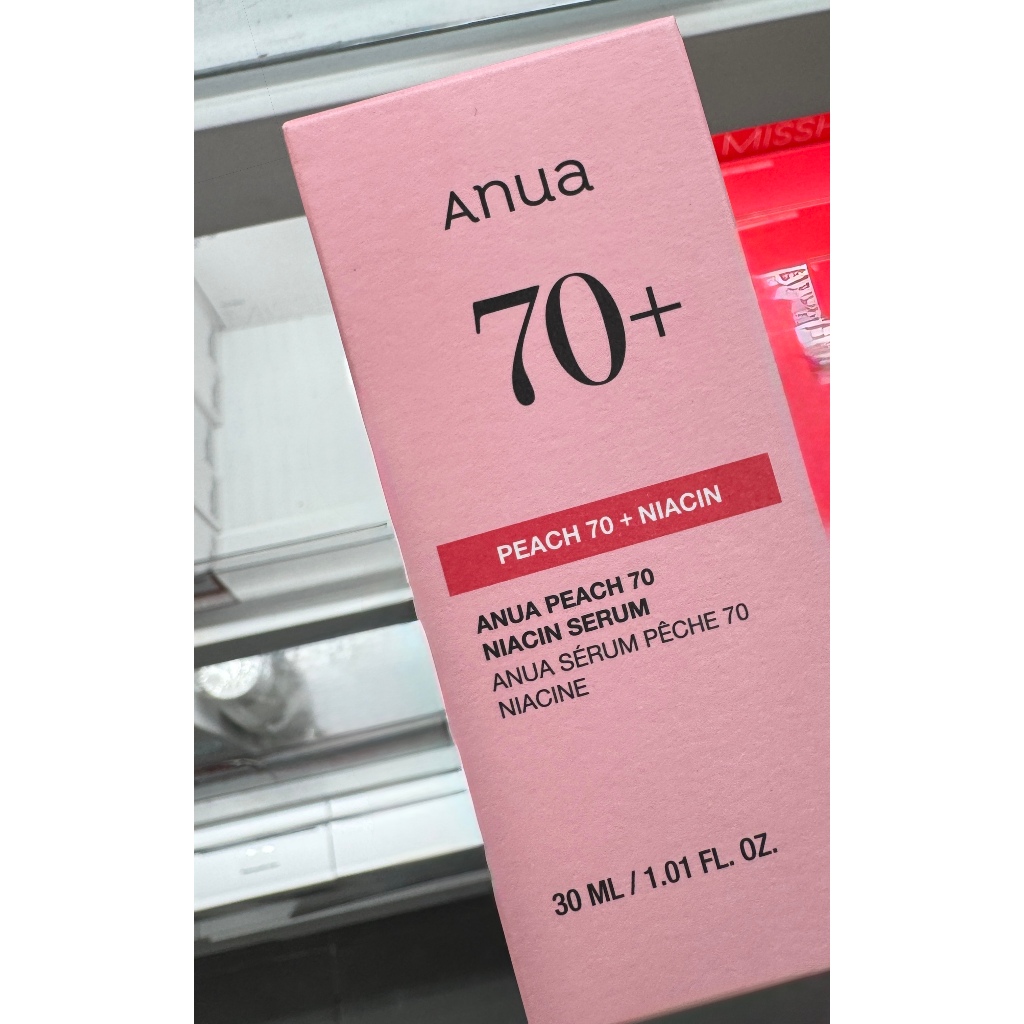 Anua
70+
PEACH 70 + NIACIN
ANUA PEACH 70
NIACIN SERUM
ANUA SÉRUM PÊCHE 70
NIACINE
30 ML / 1.01 FL. OZ.